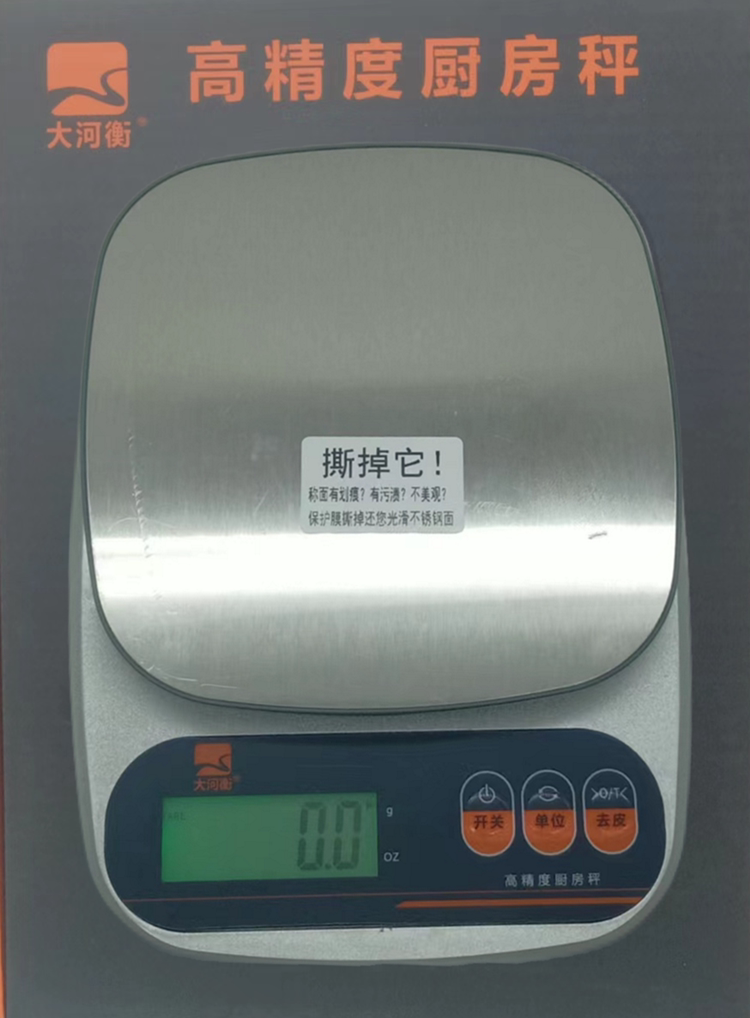 高精度厨房秤
大河衡®
撕掉它!
称面有划痕?有污渍?不美观?
保护膜撕掉还您光滑不锈钢面
大河衡®
TARE
0.0
g
OZ
>O/T<
开关
单位
去皮
高精度厨房秤